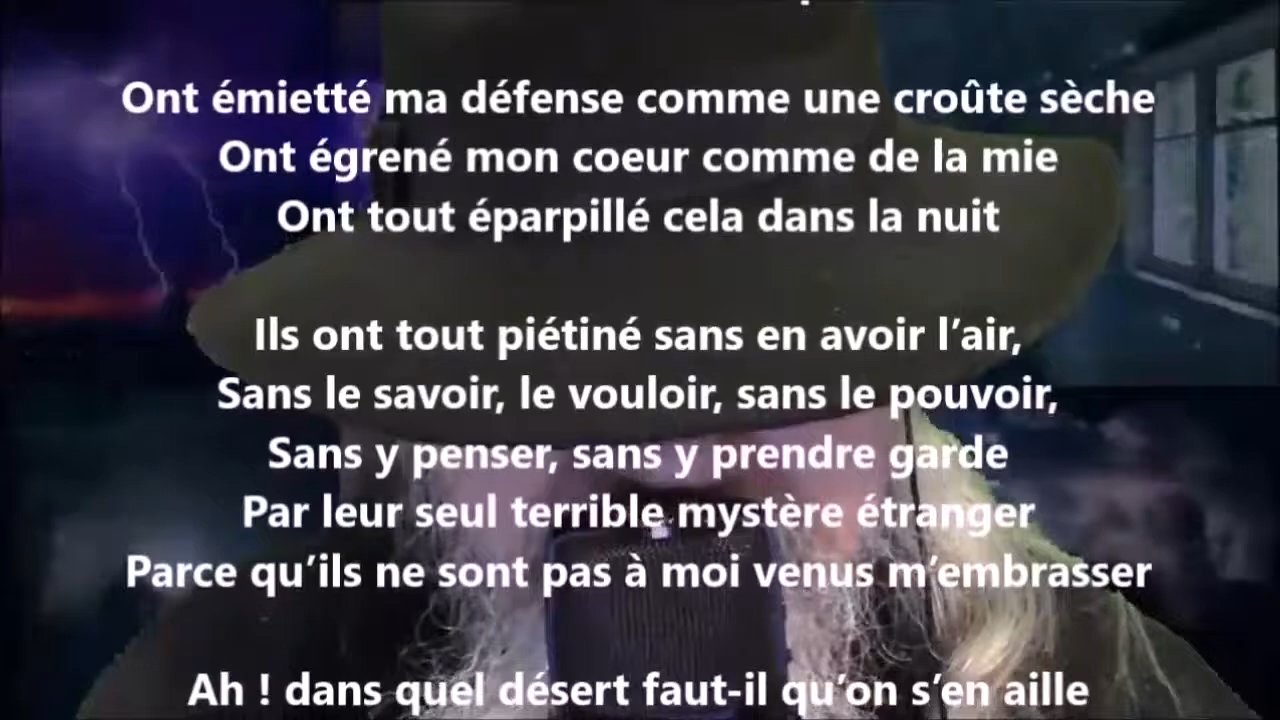 Ont émietté ma défense comme une croûte sèche
Ont égrené mon coeur comme de la mie
Ont tout éparpillé cela dans la nuit
Ils ont tout piétiné sans en avoir l’air,
Sans le savoir, le vouloir, sans le pouvoir,
Sans y penser, sans y prendre garde
Par leur seul terrible mystère étranger
Parce qu’ils ne sont pas à moi venus m’embrasser
Ah ! dans quel désert faut-il qu’on s’en aille